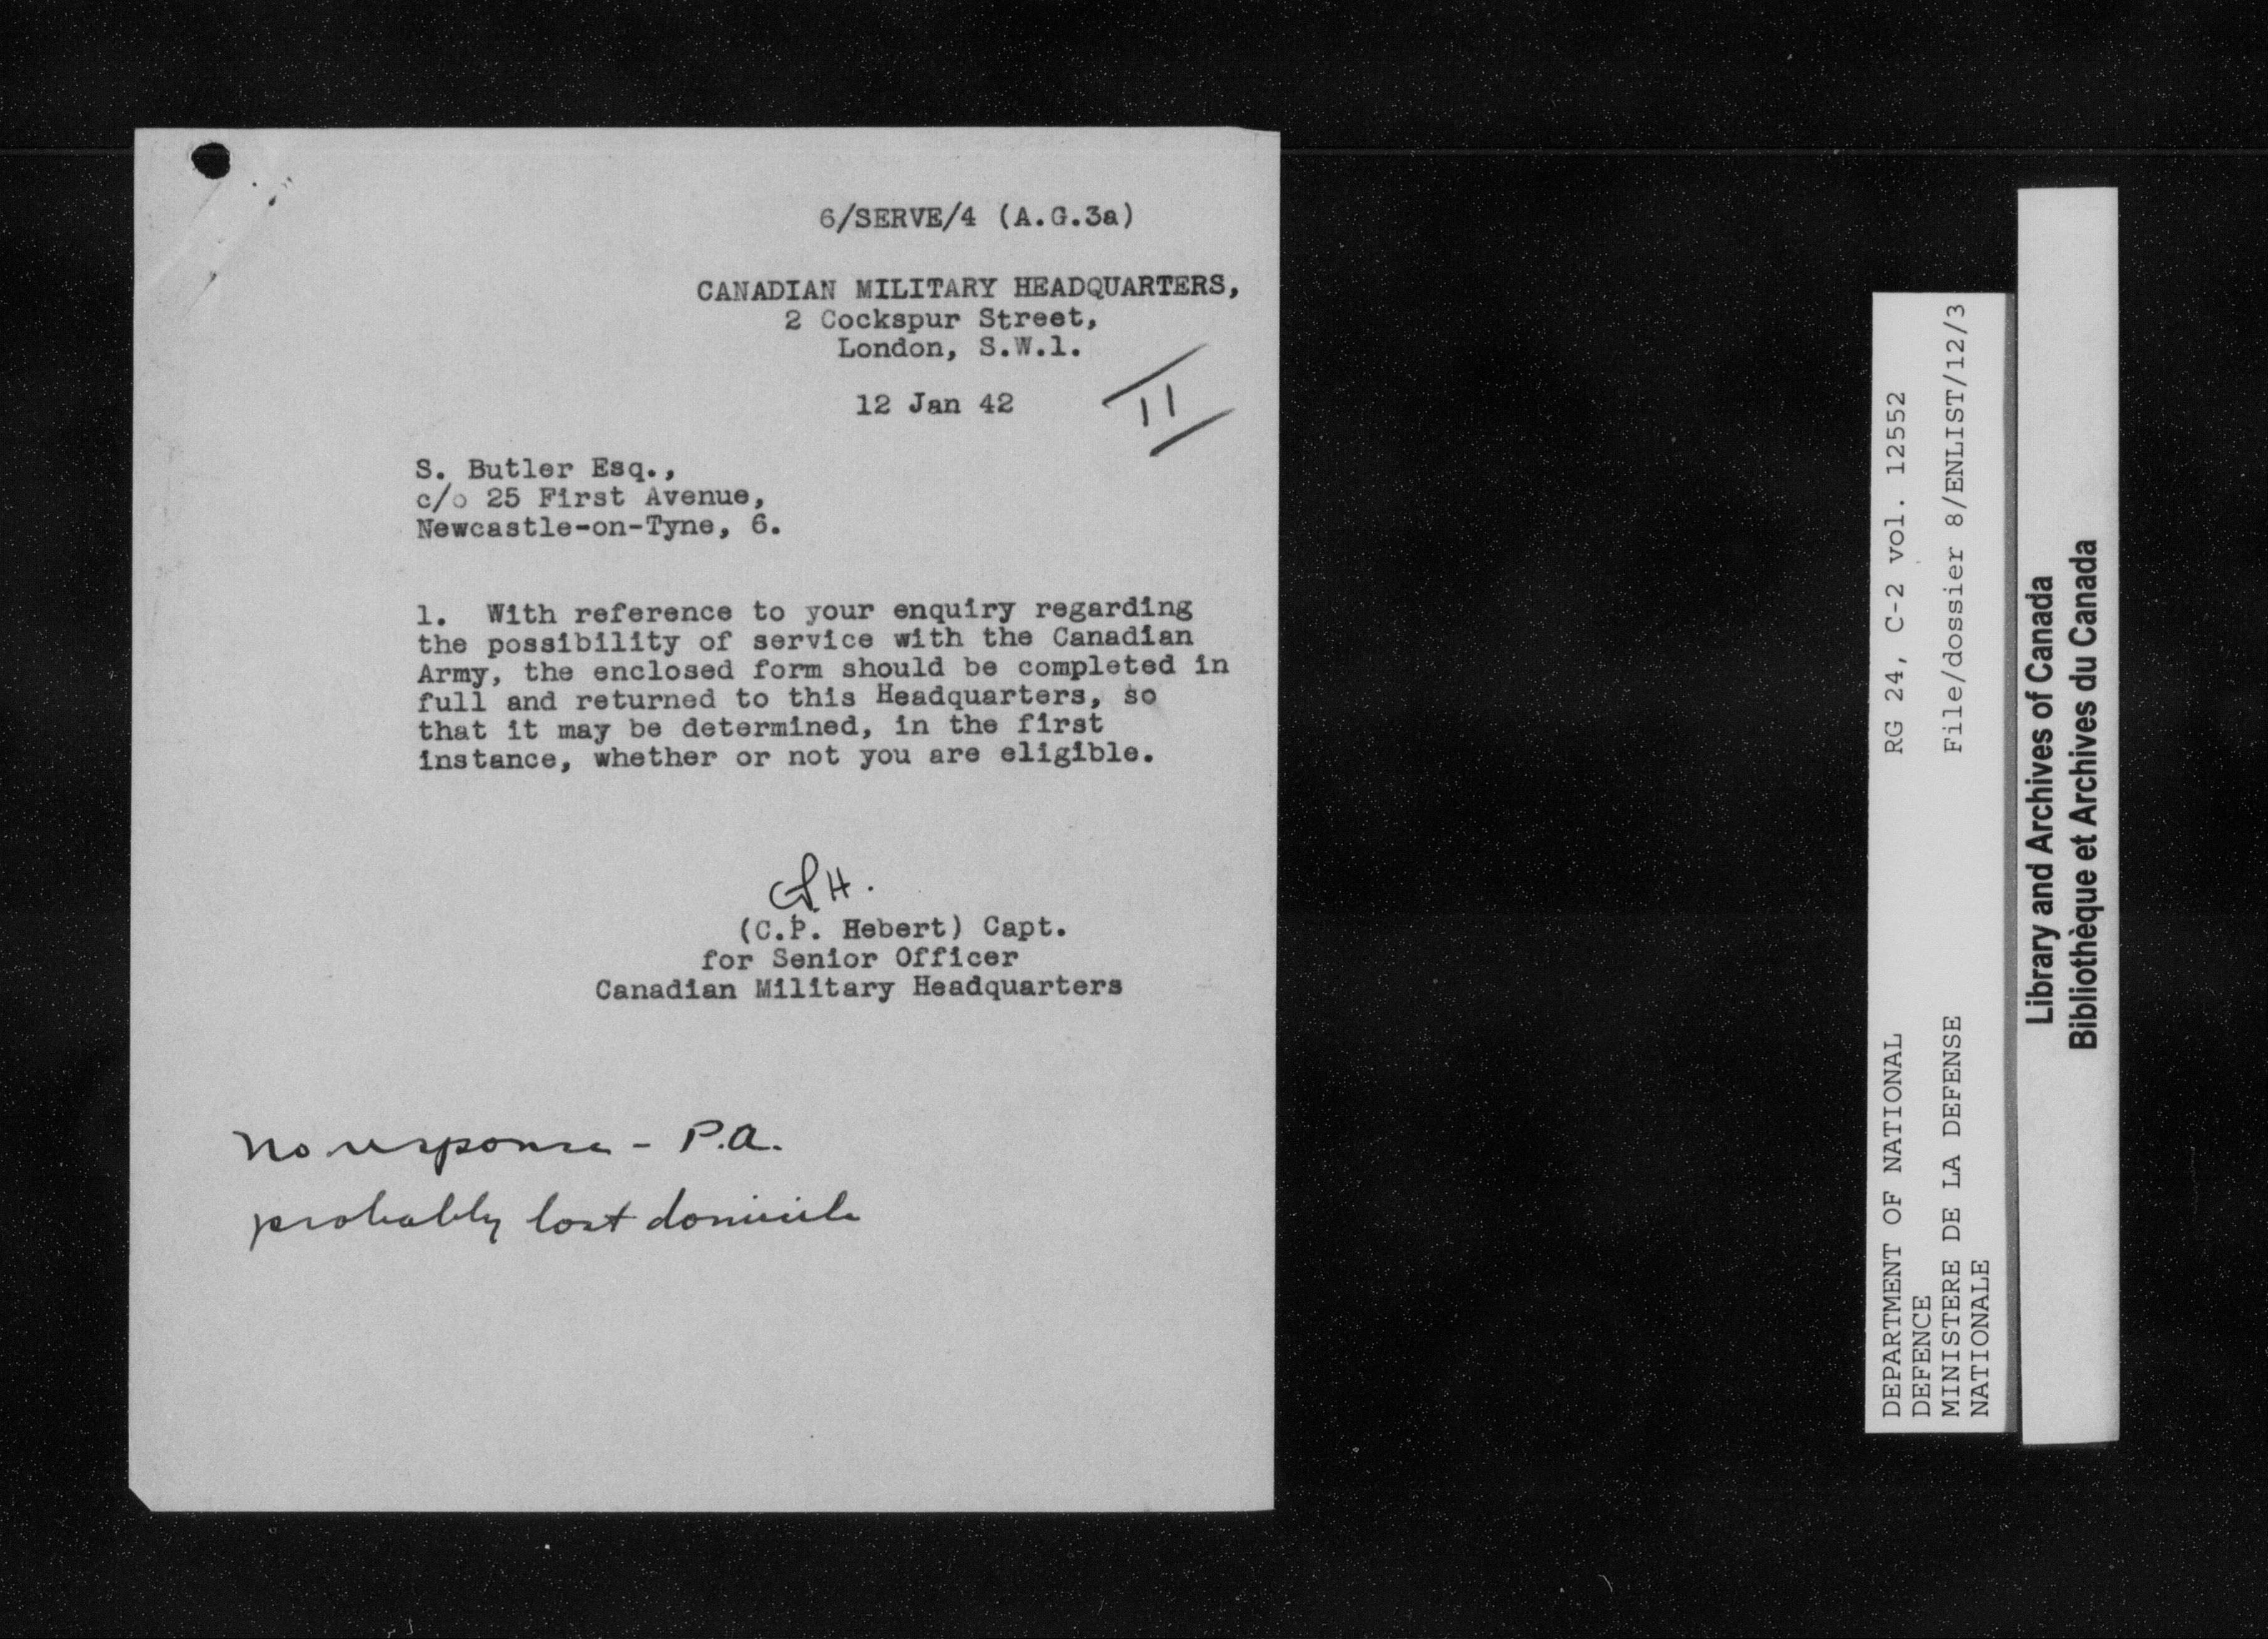 6/SERVE/4 (A.G.3a)
CANADIAN MILITARY HEADQUARTERS,
2 Cockspur Street,
London, S.W.1.
12 Jan 42
II
S. Butler Esq.,
c/o 25 First Avenue,
Newcastle-on-Tyne, 6.
1. With reference to your enquiry regarding
the possibility of service with the Canadian
Army, the enclosed form should be completed in
full and returned to this Headquarters, so
that it may be determined, in the first
instance, whether or not you are eligible.
CPH.
(C.P. Hebert) Capt.
for Senior Officer
Canadian Military Headquarters
No response - P.A.
probably lost domicile
DEPARTMENT OF NATIONAL
DEFENCE
MINISTERE DE LA DEFENSE
NATIONALE
RG 24, C-2 vol. 12552
File/dossier 8/ENLIST/12/3
Library and Archives of Canada
Bibliothèque et Archives du Canada